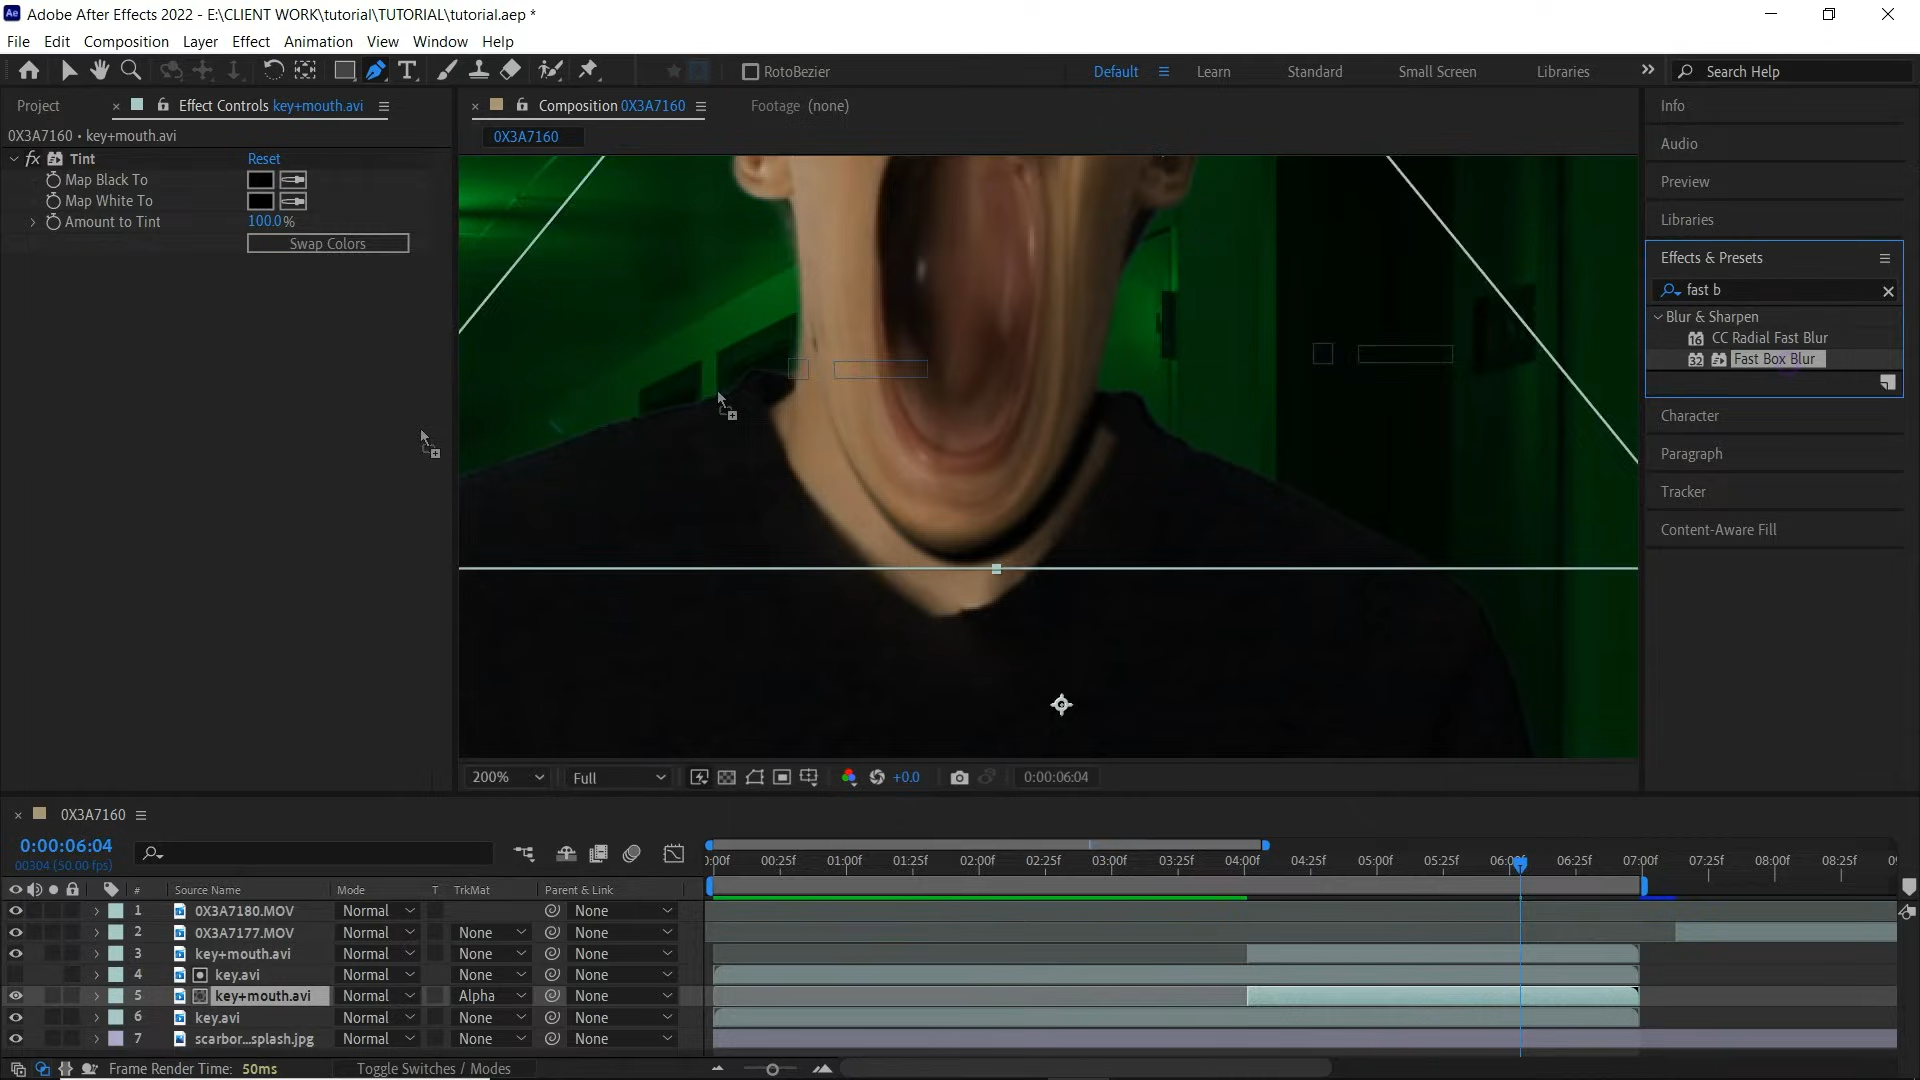 Ae Adobe After Effects 2022 - E:\CLIENT WORK\tutorial\TUTORIAL\tutorial.aep *
File Edit Composition Layer Effect Animation View Window Help
RotoBezier Default Learn Standard Small Screen Libraries Search Help
Project Effect Controls key+mouth.avi
0X3A7160 • key+mouth.avi
fx Tint Reset
Map Black To
Map White To
Amount to Tint 100.0%
Swap Colors
Composition 0X3A7160 Footage (none)
0X3A7160
200% Full +0.0 0:00:06:04
Info
Audio
Preview
Libraries
Effects & Presets
fast b
Blur & Sharpen
16 CC Radial Fast Blur
32 Fast Box Blur
Character
Paragraph
Tracker
Content-Aware Fill
0X3A7160
0:00:06:04
00304 (50.00 fps)
0:00f 00:25f 01:00f 01:25f 02:00f 02:25f 03:00f 03:25f 04:00f 04:25f 05:00f 05:25f 06:00f 06:25f 07:00f 07:25f 08:00f 08:25f
# Source Name Mode T TrkMat Parent & Link
1 0X3A7180.MOV Normal None
2 0X3A7177.MOV Normal None None
3 key+mouth.avi Normal None None
4 key.avi Normal None None
5 key+mouth.avi Normal Alpha None
6 key.avi Normal None None
7 scarbor...splash.jpg Normal None None
Frame Render Time: 50ms Toggle Switches / Modes